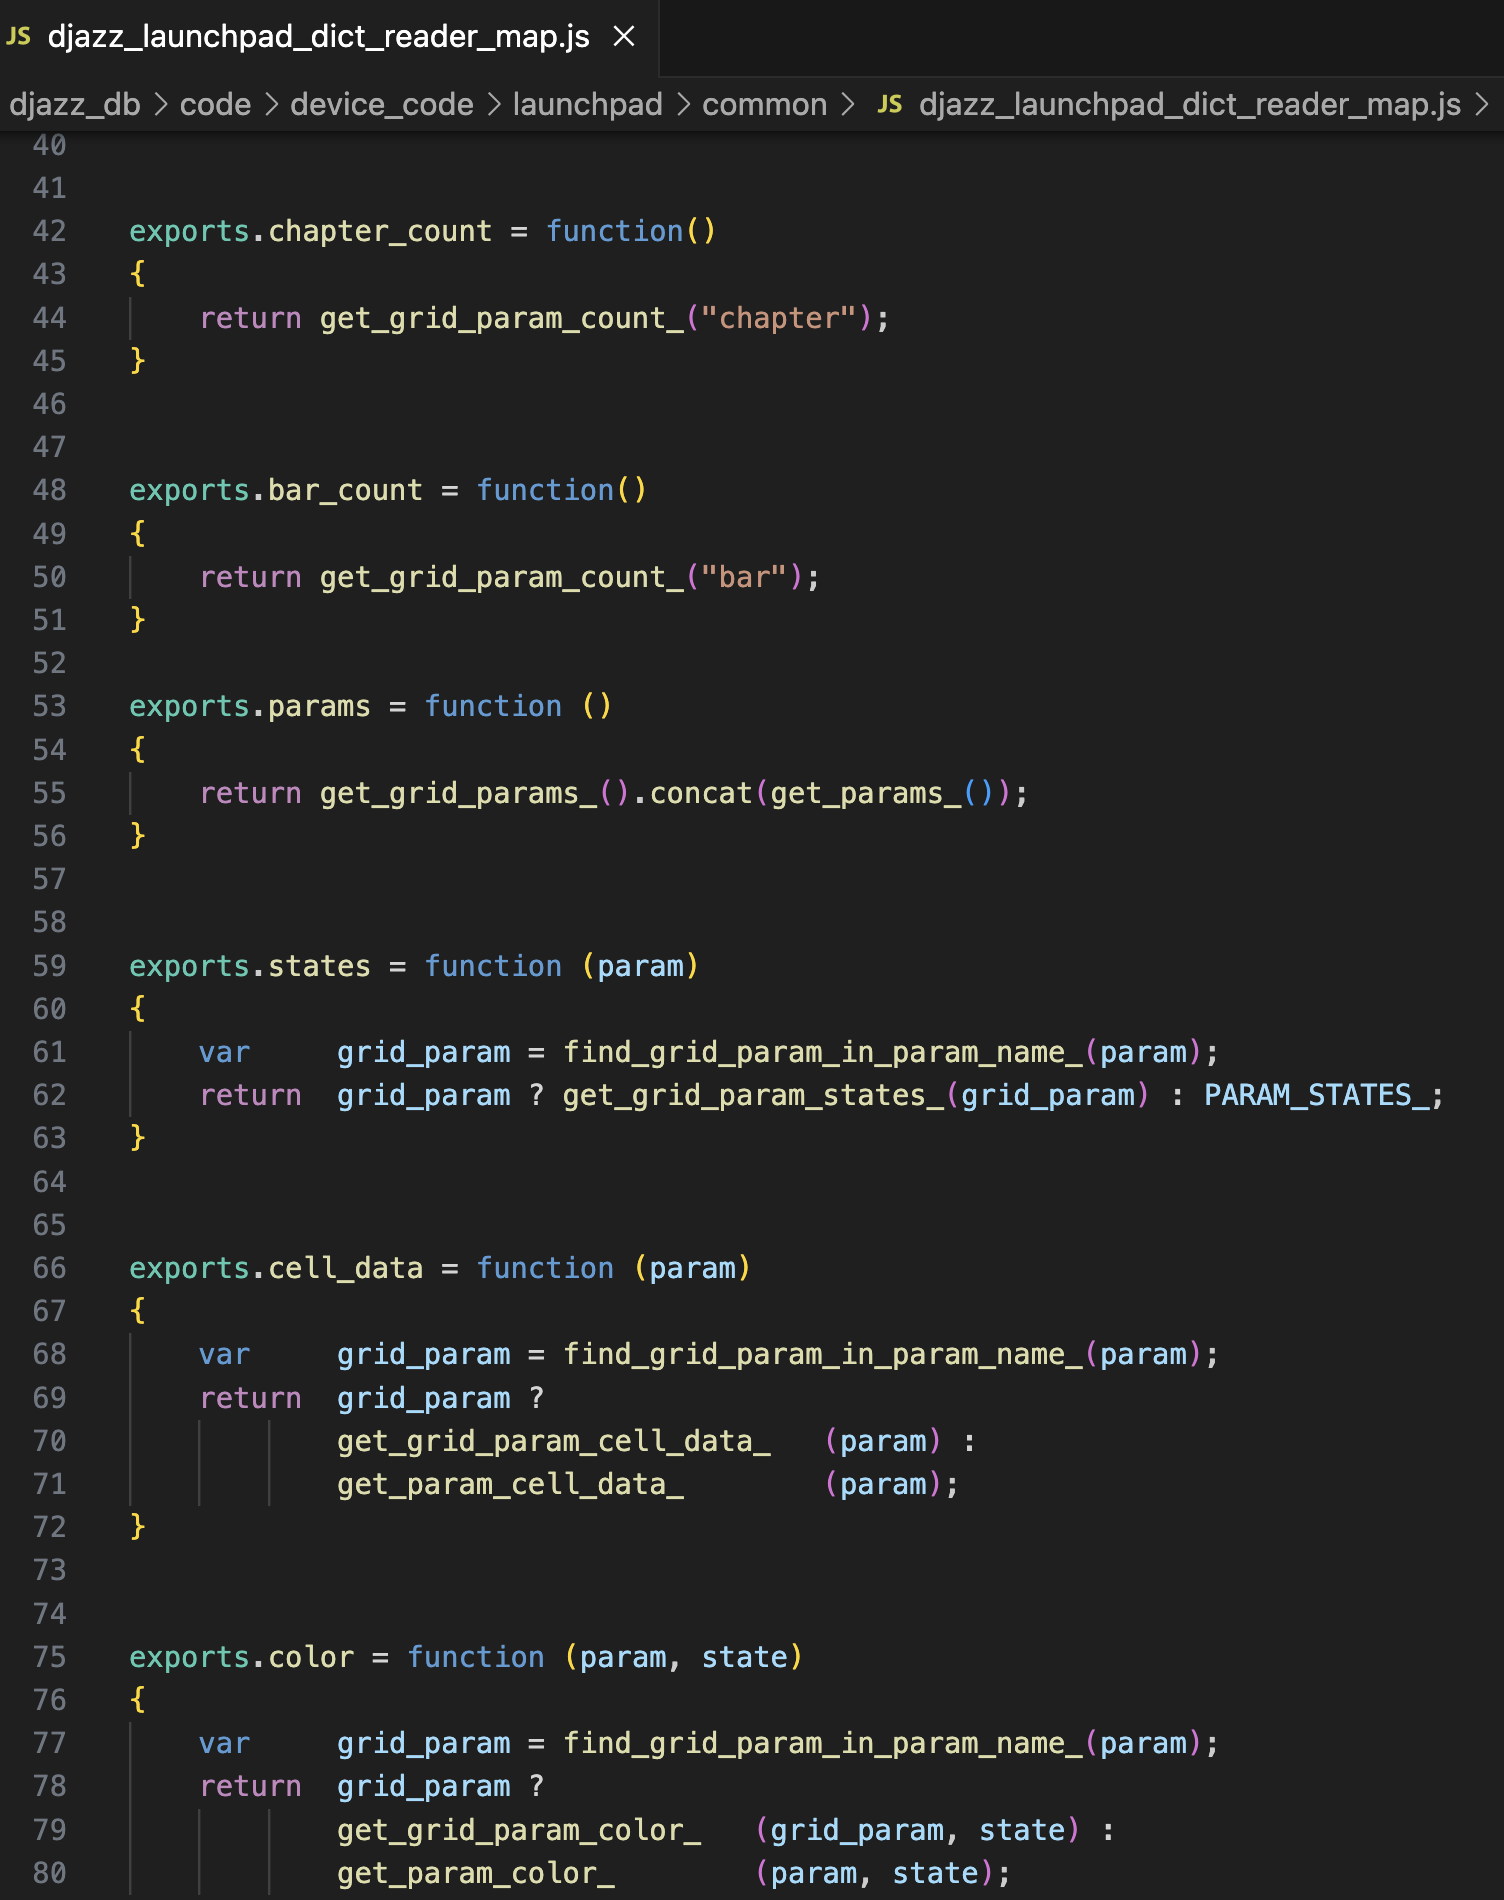 JS djazz_launchpad_dict_reader_map.js ×
djazz_db > code > device_code > launchpad > common > JS djazz_launchpad_dict_reader_map.js >
40
41
42 exports.chapter_count = function()
43 {
44     return get_grid_param_count_("chapter");
45 }
46
47
48 exports.bar_count = function()
49 {
50     return get_grid_param_count_("bar");
51 }
52
53 exports.params = function ()
54 {
55     return get_grid_params_().concat(get_params_());
56 }
57
58
59 exports.states = function (param)
60 {
61     var     grid_param = find_grid_param_in_param_name_(param);
62     return  grid_param ? get_grid_param_states_(grid_param) : PARAM_STATES_;
63 }
64
65
66 exports.cell_data = function (param)
67 {
68     var     grid_param = find_grid_param_in_param_name_(param);
69     return  grid_param ?
70             get_grid_param_cell_data_   (param) :
71             get_param_cell_data_        (param);
72 }
73
74
75 exports.color = function (param, state)
76 {
77     var     grid_param = find_grid_param_in_param_name_(param);
78     return  grid_param ?
79             get_grid_param_color_   (grid_param, state) :
80             get_param_color_        (param, state);